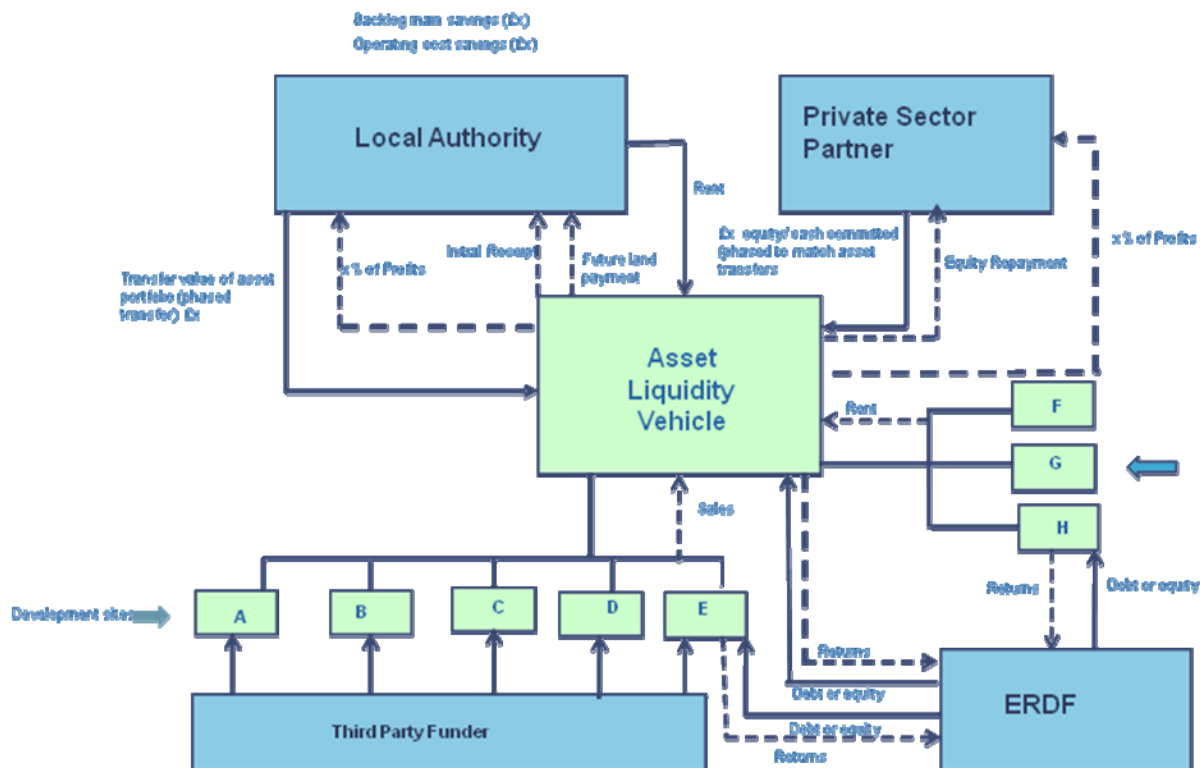 Backlog main savings (£x)
Operating cost savings (£x)
Local Authority
Private Sector
Partner
Rent
x % of Profits
Initial Receipt
Future land
payment
£x equity/ cash committed
(phased to match asset
transfers
Equity Repayment
x % of Profits
Transfer value of asset
portfolio (phased
transfer) £x
Asset
Liquidity
Vehicle
Rent
F
G
H
Sales
Returns
Debt or equity
Development sites
A
B
C
D
E
Returns
Debt or equity
Debt or equity
Returns
Third Party Funder
ERDF